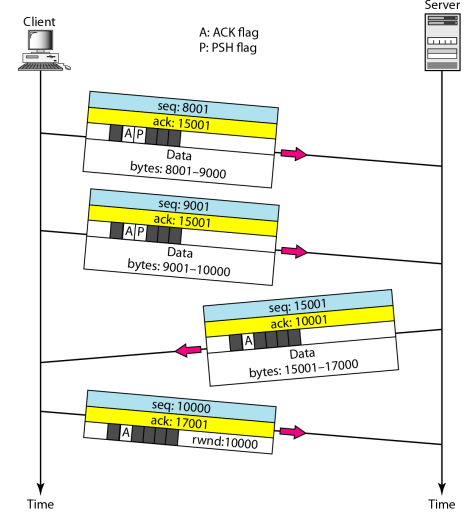 Client
Server
A: ACK flag
P: PSH flag
seq: 8001
ack: 15001
A P
Data
bytes: 8001–9000
seq: 9001
ack: 15001
A P
Data
bytes: 9001–10000
seq: 15001
ack: 10001
A
Data
bytes: 15001–17000
seq: 10000
ack: 17001
A
rwnd:10000
Time
Time